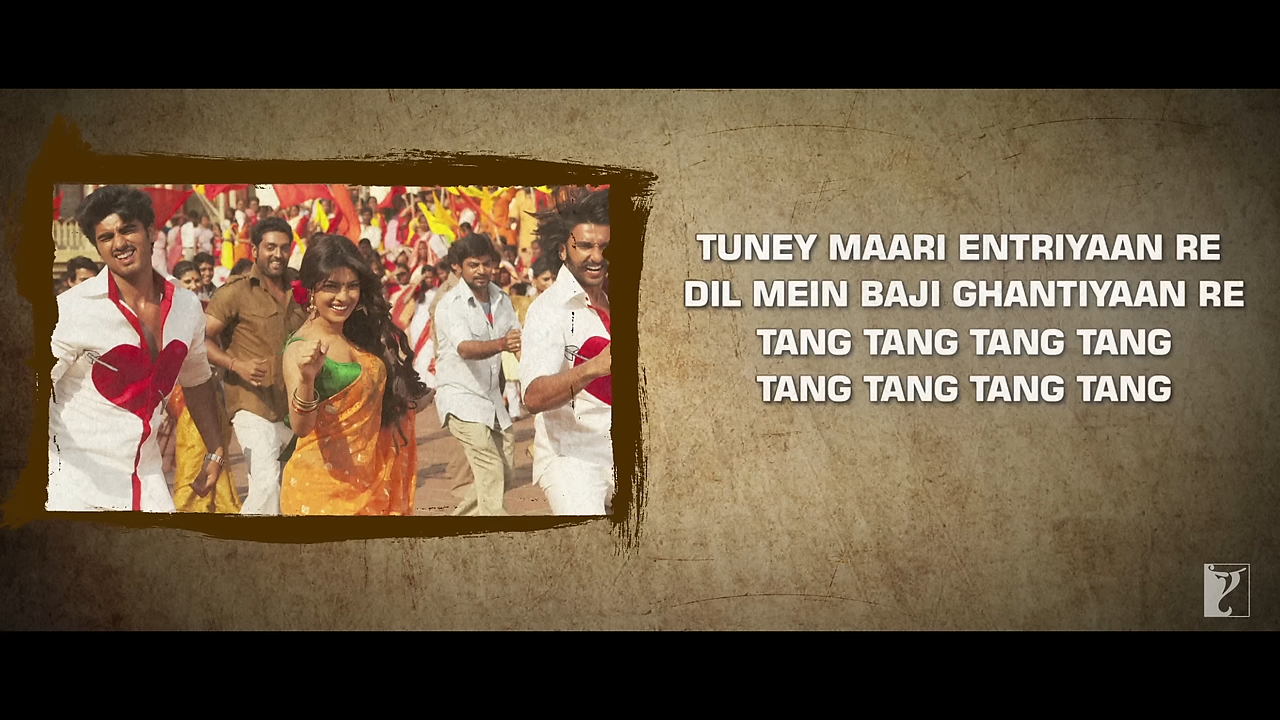 TUNEY MAARI ENTRIYAAN RE
DIL MEIN BAJI GHANTIYAAN RE
TANG TANG TANG TANG
TANG TANG TANG TANG